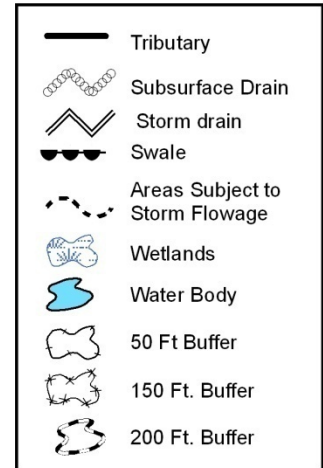 Tributary
Subsurface Drain
Storm drain
Swale
Areas Subject to
Storm Flowage
Wetlands
Water Body
50 Ft Buffer
150 Ft. Buffer
200 Ft. Buffer